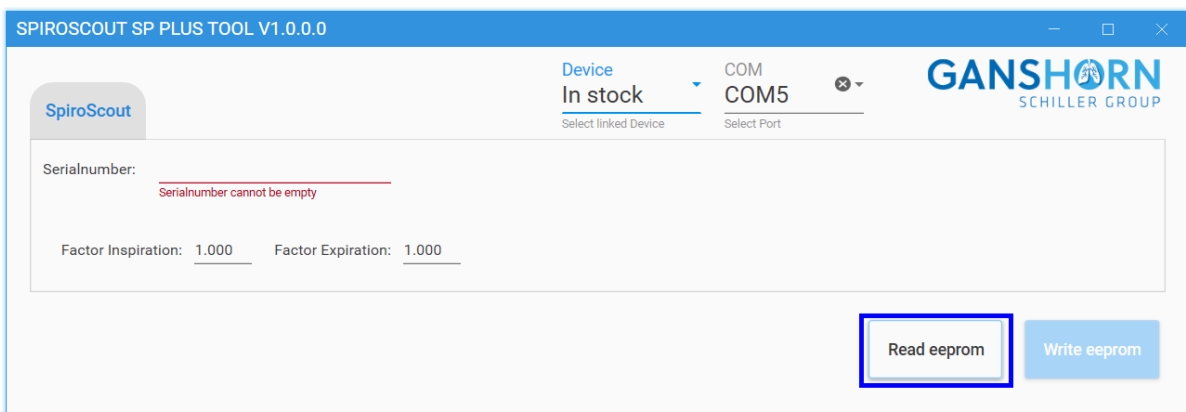 SPIROSCOUT SP PLUS TOOL V1.0.0.0
Device
In stock
Select linked Device
COM
COM5
Select Port
GANSHORN
SCHILLER GROUP
SpiroScout
Serialnumber:
Serialnumber cannot be empty
Factor Inspiration: 1.000 Factor Expiration: 1.000
Read eeprom Write eeprom